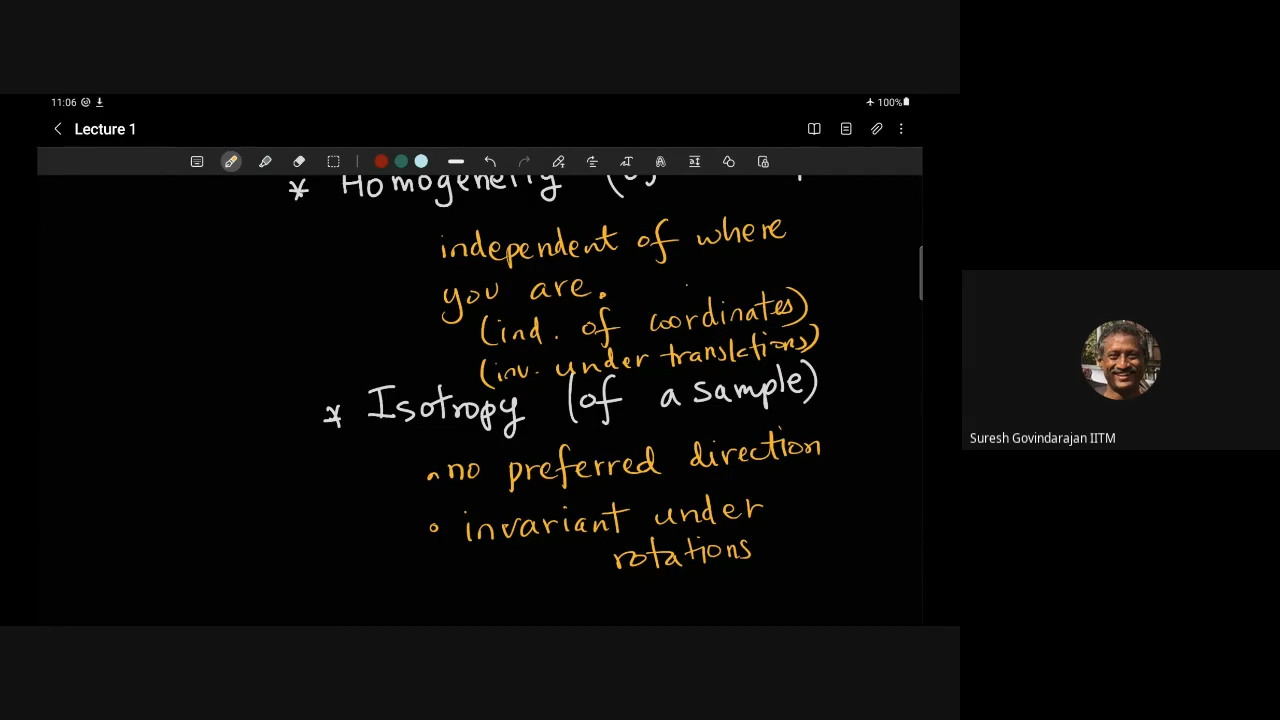 11:06
100%
Lecture 1
* Homogeneity (of
independent of where
you are.
(ind. of coordinates)
(inv. under translations)
* Isotropy (of a sample)
• no preferred direction
• invariant under
rotations
Suresh Govindarajan IITM